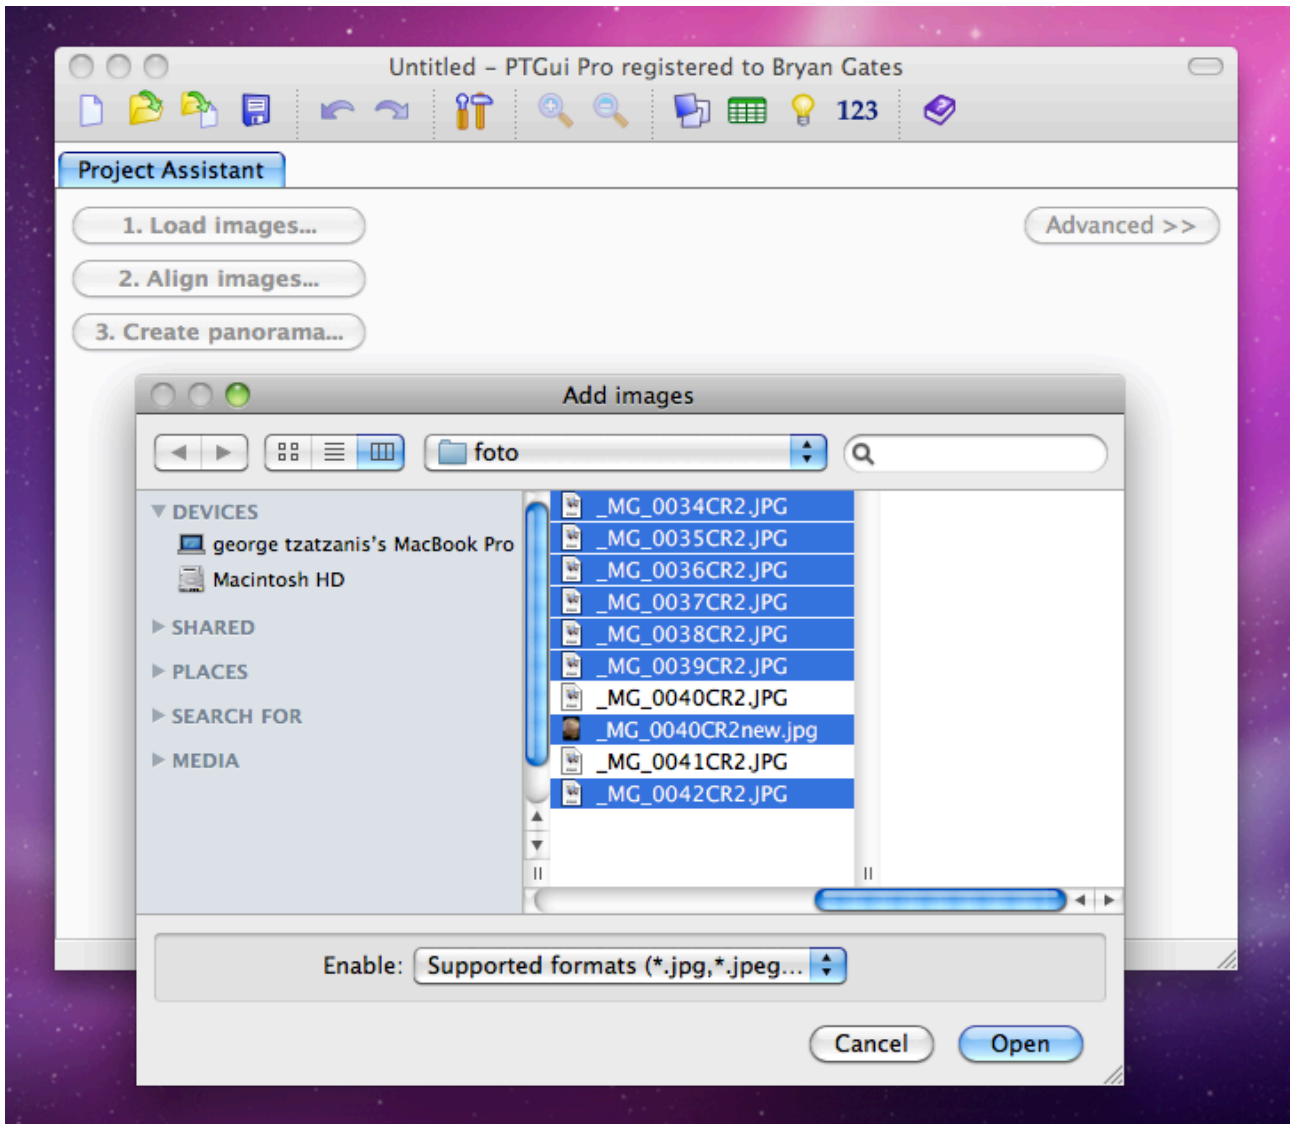 Untitled – PTGui Pro registered to Bryan Gates
123
Project Assistant
1. Load images...
Advanced >>
2. Align images...
3. Create panorama...
Add images
foto
DEVICES
george tzatzanis's MacBook Pro
Macintosh HD
SHARED
PLACES
SEARCH FOR
MEDIA
_MG_0034CR2.JPG
_MG_0035CR2.JPG
_MG_0036CR2.JPG
_MG_0037CR2.JPG
_MG_0038CR2.JPG
_MG_0039CR2.JPG
_MG_0040CR2.JPG
_MG_0040CR2new.jpg
_MG_0041CR2.JPG
_MG_0042CR2.JPG
Enable: Supported formats (*.jpg,*.jpeg...
Cancel
Open